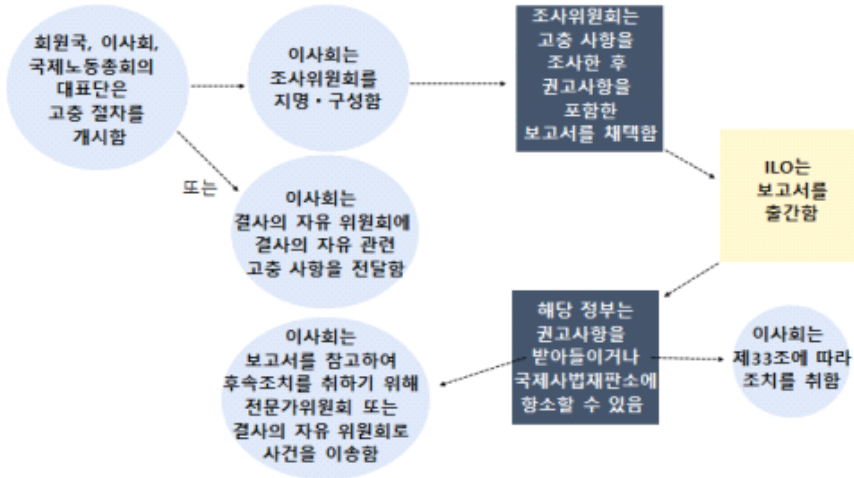 회원국, 이사회,
국제노동총회의
대표단은
고충 절차를
개시함
이사회는
조사위원회를
지명·구성함
조사위원회는
고충 사항을
조사한 후
권고사항을
포함한
보고서를 채택함
ILO는
보고서를
출간함
또는
이사회는
결사의 자유 위원회에
결사의 자유 관련
고충 사항을 전달함
해당 정부는
권고사항을
받아들이거나
국제사법재판소에
항소할 수 있음
이사회는
제33조에 따라
조치를 취함
이사회는
보고서를 참고하여
후속조치를 취하기 위해
전문가위원회 또는
결사의 자유 위원회로
사건을 이송함